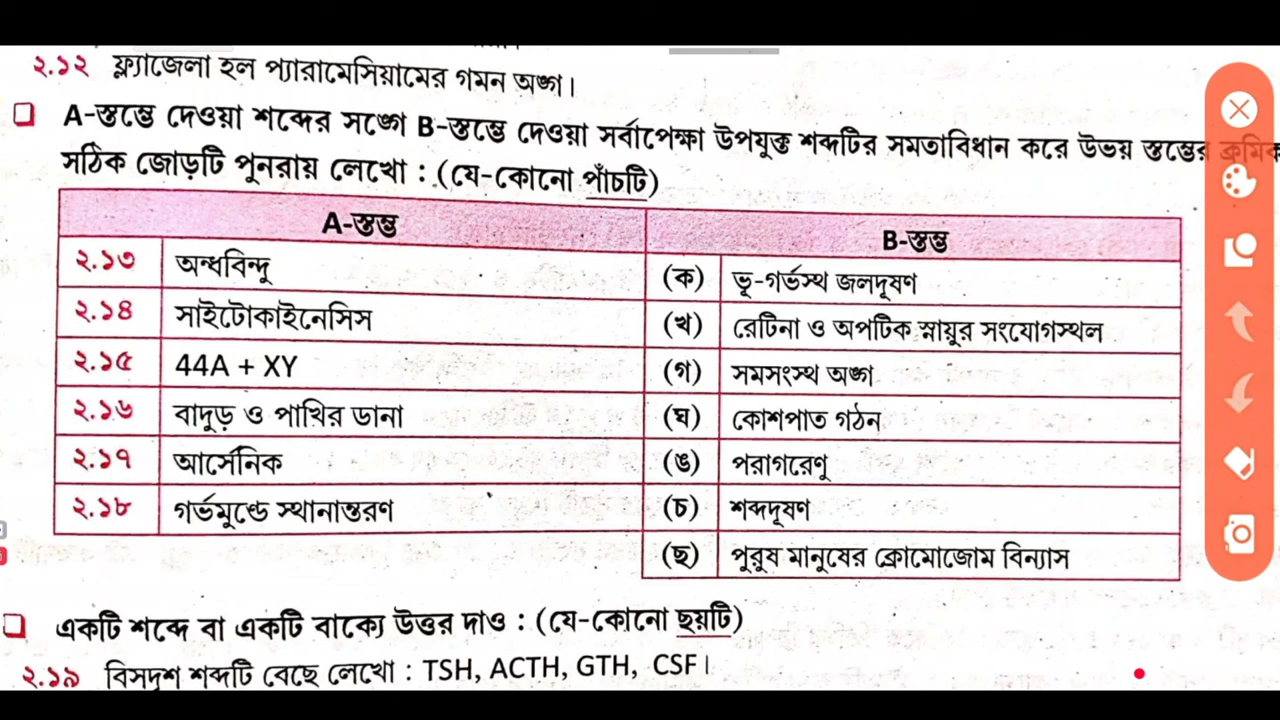 ২.১২ ফ্ল্যাজেলা হল প্যারামেসিয়ামের গমন অঙ্গ।
A-স্তম্ভে দেওয়া শব্দের সঙ্গে B-স্তম্ভে দেওয়া সর্বাপেক্ষা উপযুক্ত শব্দটির সমতাবিধান করে উভয় স্তম্ভের ক্রমিক
সঠিক জোড়টি পুনরায় লেখো : (যে-কোনো পাঁচটি)
A-স্তম্ভ B-স্তম্ভ
২.১৩ অন্ধবিন্দু (ক) ভূ-গর্ভস্থ জলদূষণ
২.১৪ সাইটোকাইনেসিস (খ) রেটিনা ও অপটিক স্নায়ুর সংযোগস্থল
২.১৫ 44A + XY (গ) সমসংস্থ অঙ্গ
২.১৬ বাদুড় ও পাখির ডানা (ঘ) কোশপাত গঠন
২.১৭ আর্সেনিক (ঙ) পরাগরেণু
২.১৮ গর্ভমুণ্ডে স্থানান্তরণ (চ) শব্দদূষণ
(ছ) পুরুষ মানুষের ক্রোমোজোম বিন্যাস
একটি শব্দে বা একটি বাক্যে উত্তর দাও : (যে-কোনো ছয়টি)
২.১৯ বিসদৃশ শব্দটি বেছে লেখো : TSH, ACTH, GTH, CSF।